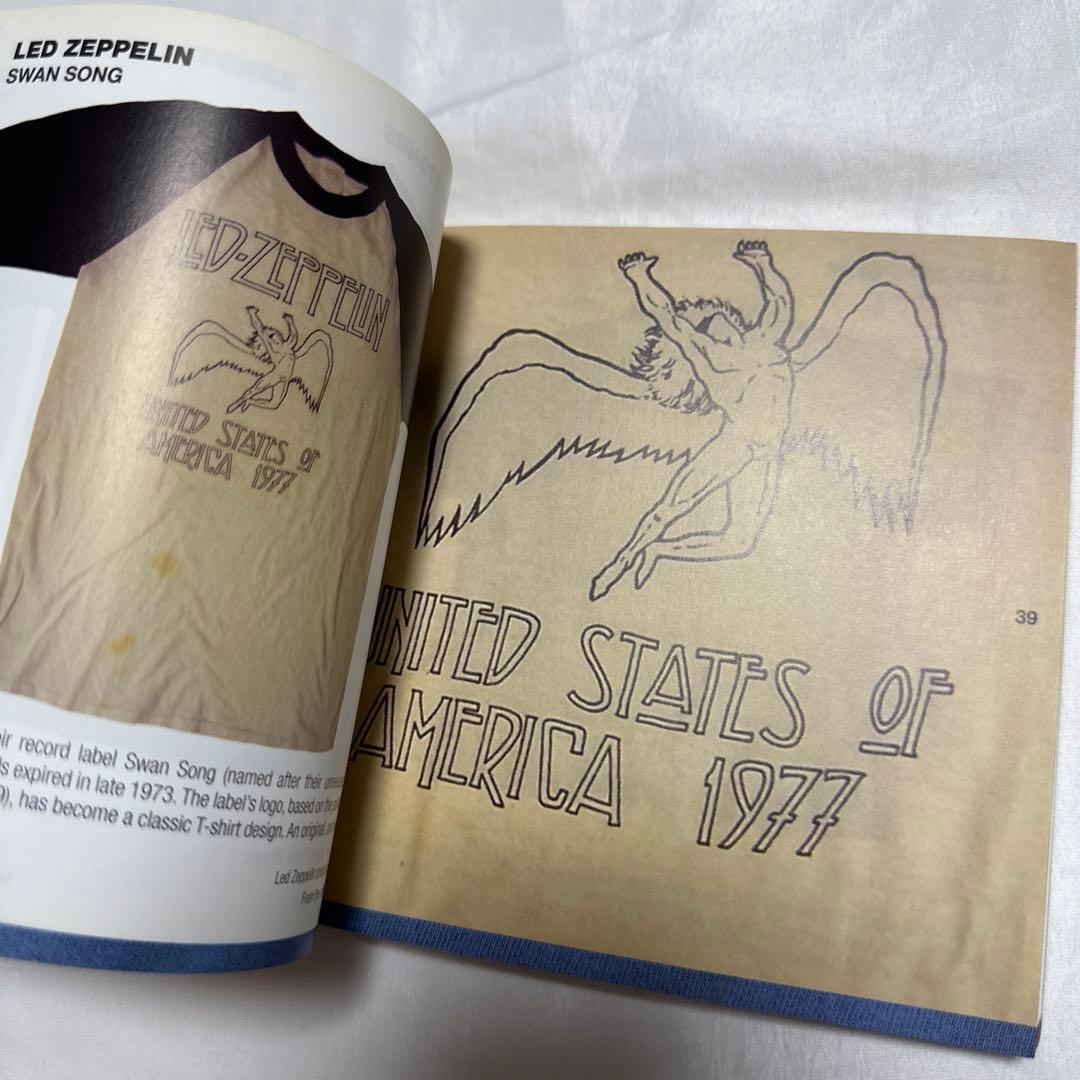 LED ZEPPELIN
SWAN SONG
LED-ZEPPELIN
UNITED STATES OF
AMERICA 1977
record label Swan Song (named after their
expired in late 1973. The label's logo, based on the
has become a classic T-shirt design. An original
Led Zeppelin
From the
UNITED STATES OF
AMERICA 1977
39